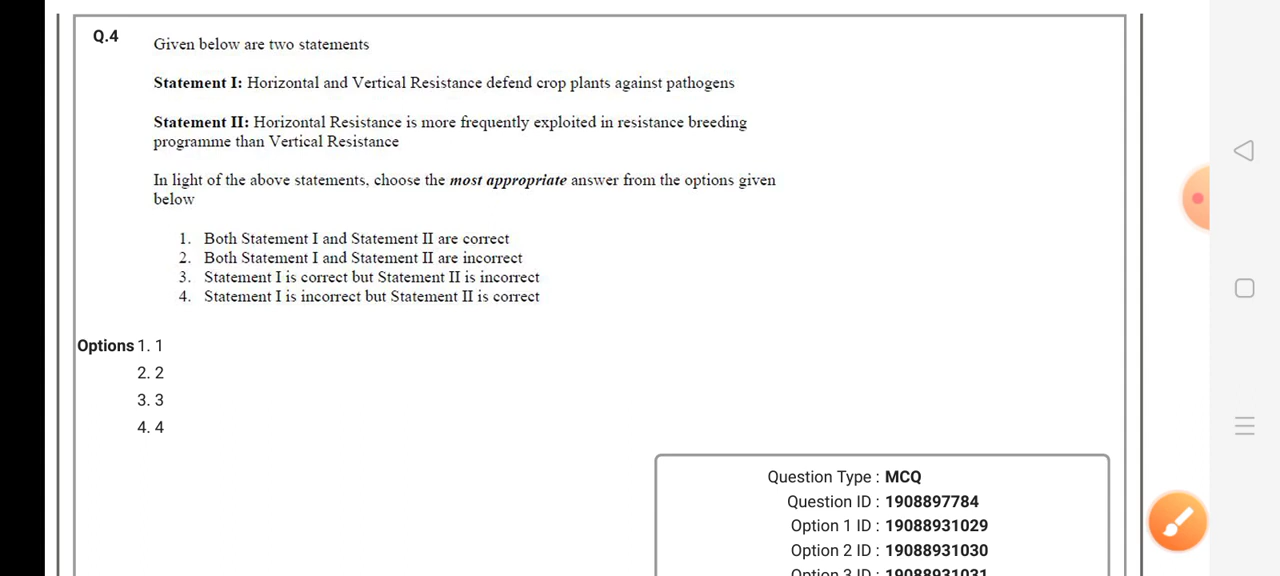 Q.4
Given below are two statements
Statement I: Horizontal and Vertical Resistance defend crop plants against pathogens
Statement II: Horizontal Resistance is more frequently exploited in resistance breeding
programme than Vertical Resistance
In light of the above statements, choose the most appropriate answer from the options given
below
1. Both Statement I and Statement II are correct
2. Both Statement I and Statement II are incorrect
3. Statement I is correct but Statement II is incorrect
4. Statement I is incorrect but Statement II is correct
Options 1. 1
2. 2
3. 3
4. 4
Question Type : MCQ
Question ID : 1908897784
Option 1 ID : 19088931029
Option 2 ID : 19088931030
Option 3 ID : 19088931031